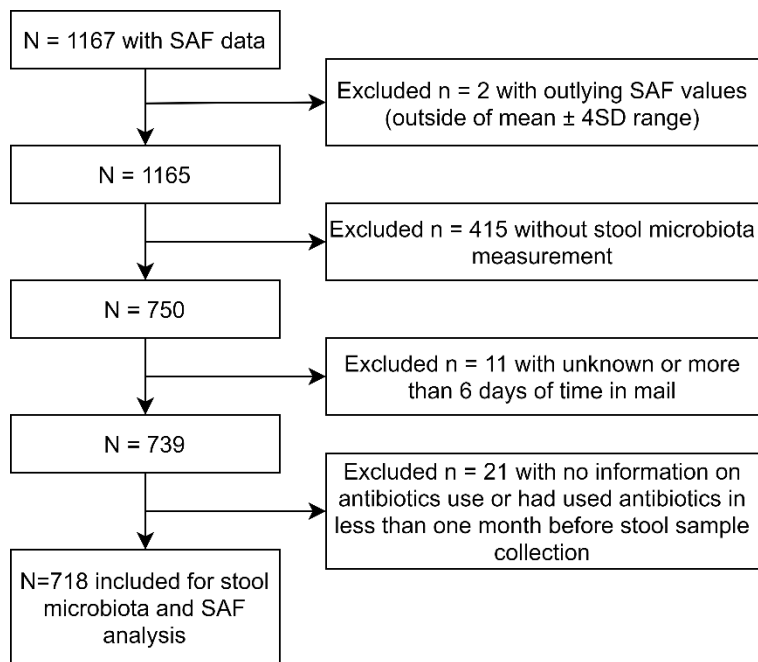 N = 1167 with SAF data
Excluded n = 2 with outlying SAF values
(outside of mean ± 4SD range)
N = 1165
Excluded n = 415 without stool microbiota
measurement
N = 750
Excluded n = 11 with unknown or more
than 6 days of time in mail
N = 739
Excluded n = 21 with no information on
antibiotics use or had used antibiotics in
less than one month before stool sample
collection
N=718 included for stool
microbiota and SAF
analysis